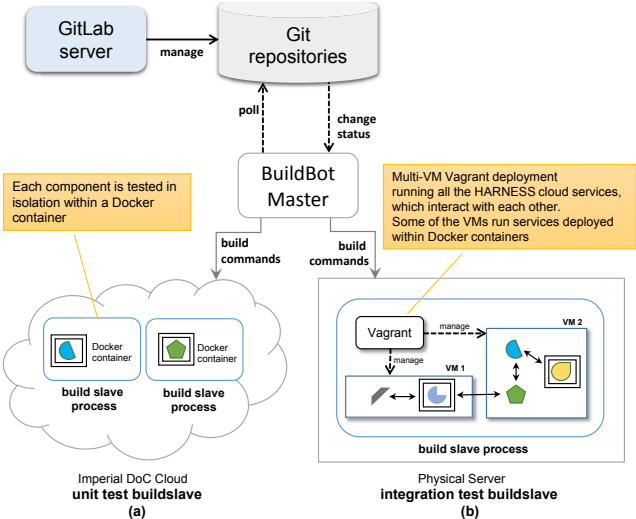 GitLab
server
manage
Git
repositories
poll
change
status
BuildBot
Master
Each component is tested in
isolation within a Docker
container
Multi-VM Vagrant deployment
running all the HARNESS cloud services,
which interact with each other.
Some of the VMs run services deployed
within Docker containers
build
commands
build
commands
Docker
container
build slave
process
Docker
container
build slave
process
Vagrant
manage
manage
VM 2
VM 1
build slave process
Imperial DoC Cloud
unit test buildslave
(a)
Physical Server
integration test buildslave
(b)